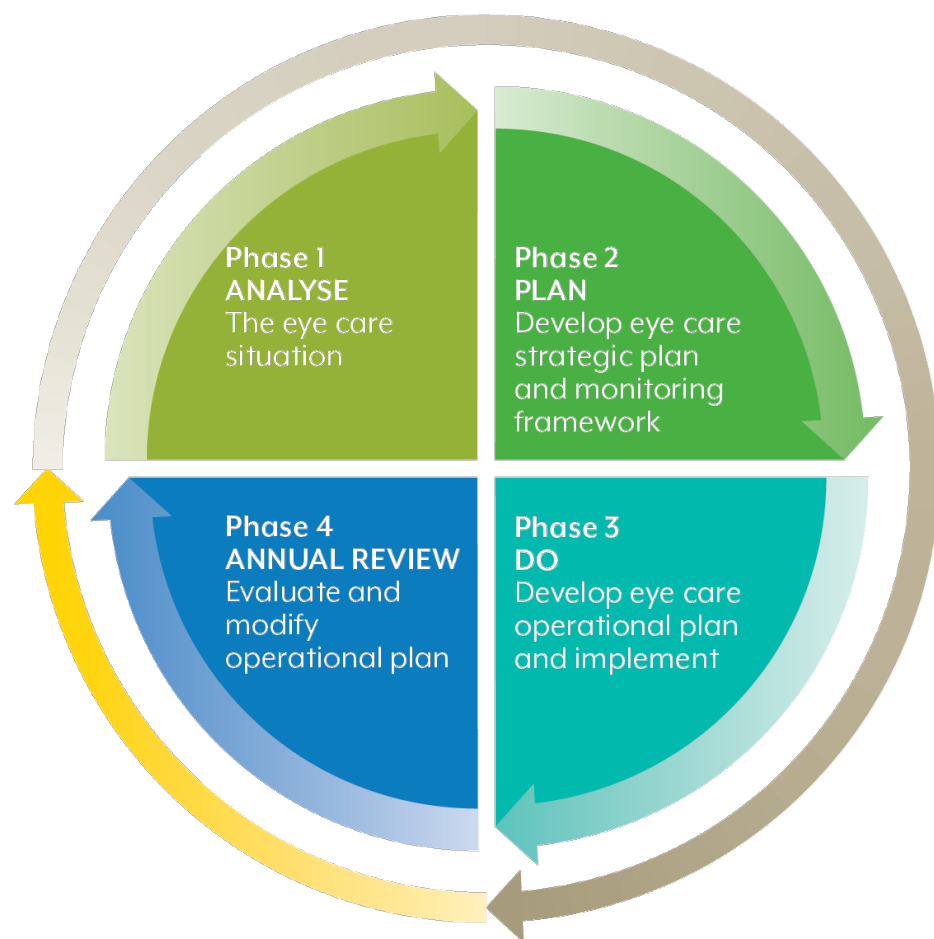 Phase 1
ANALYSE
The eye care
situation
Phase 2
PLAN
Develop eye care
strategic plan
and monitoring
framework
Phase 4
ANNUAL REVIEW
Evaluate and
modify
operational plan
Phase 3
DO
Develop eye care
operational plan
and implement